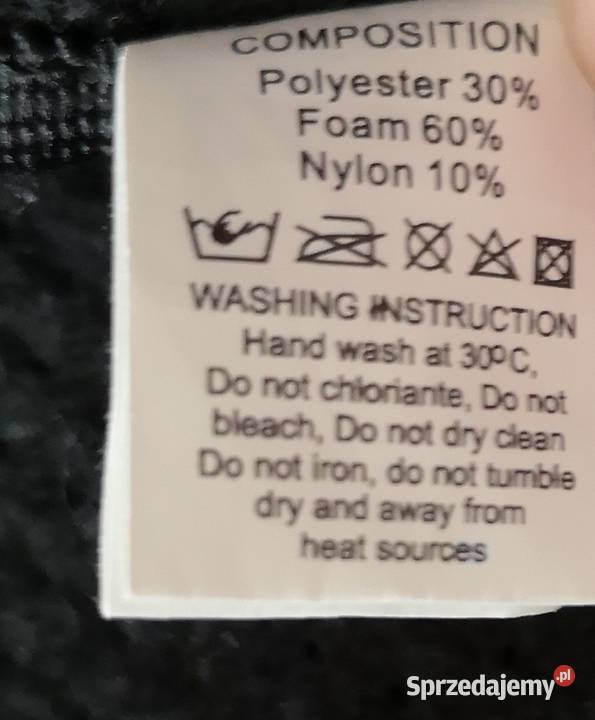 COMPOSITION
Polyester 30%
Foam 60%
Nylon 10%
WASHING INSTRUCTION
Hand wash at 30ºC,
Do not chloriante, Do not
bleach, Do not dry clean
Do not iron, do not tumble
dry and away from
heat sources
Sprzedajemy.pl